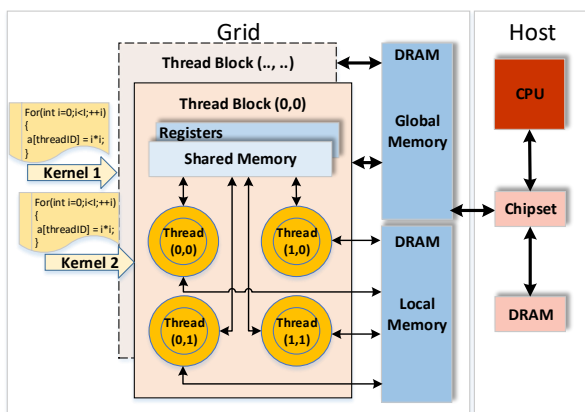 Grid
Host
Thread Block (.., ..)
DRAM
Global
Memory
CPU
Thread Block (0,0)
Registers
Shared Memory
For(int i=0;i<I;++i)
{
a[threadID] = i*i;
}
Kernel 1
For(int i=0;i<I;++i)
{
a[threadID] = i*i;
}
Kernel 2
Thread
(0,0)
Thread
(1,0)
Thread
(0,1)
Thread
(1,1)
DRAM
Local
Memory
Chipset
DRAM